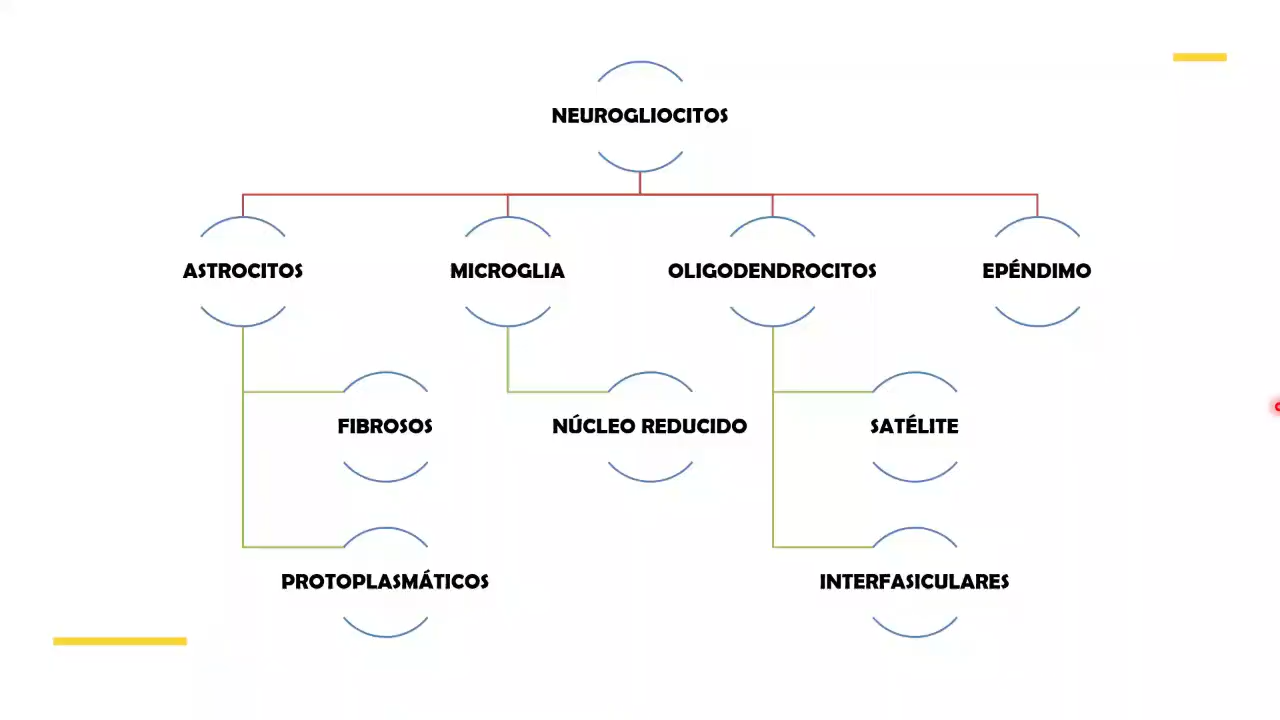 NEUROGLIOCITOS
ASTROCITOS
MICROGLIA
OLIGODENDROCITOS
EPÉNDIMO
FIBROSOS
NÚCLEO REDUCIDO
SATÉLITE
PROTOPLASMÁTICOS
INTERFASICULARES